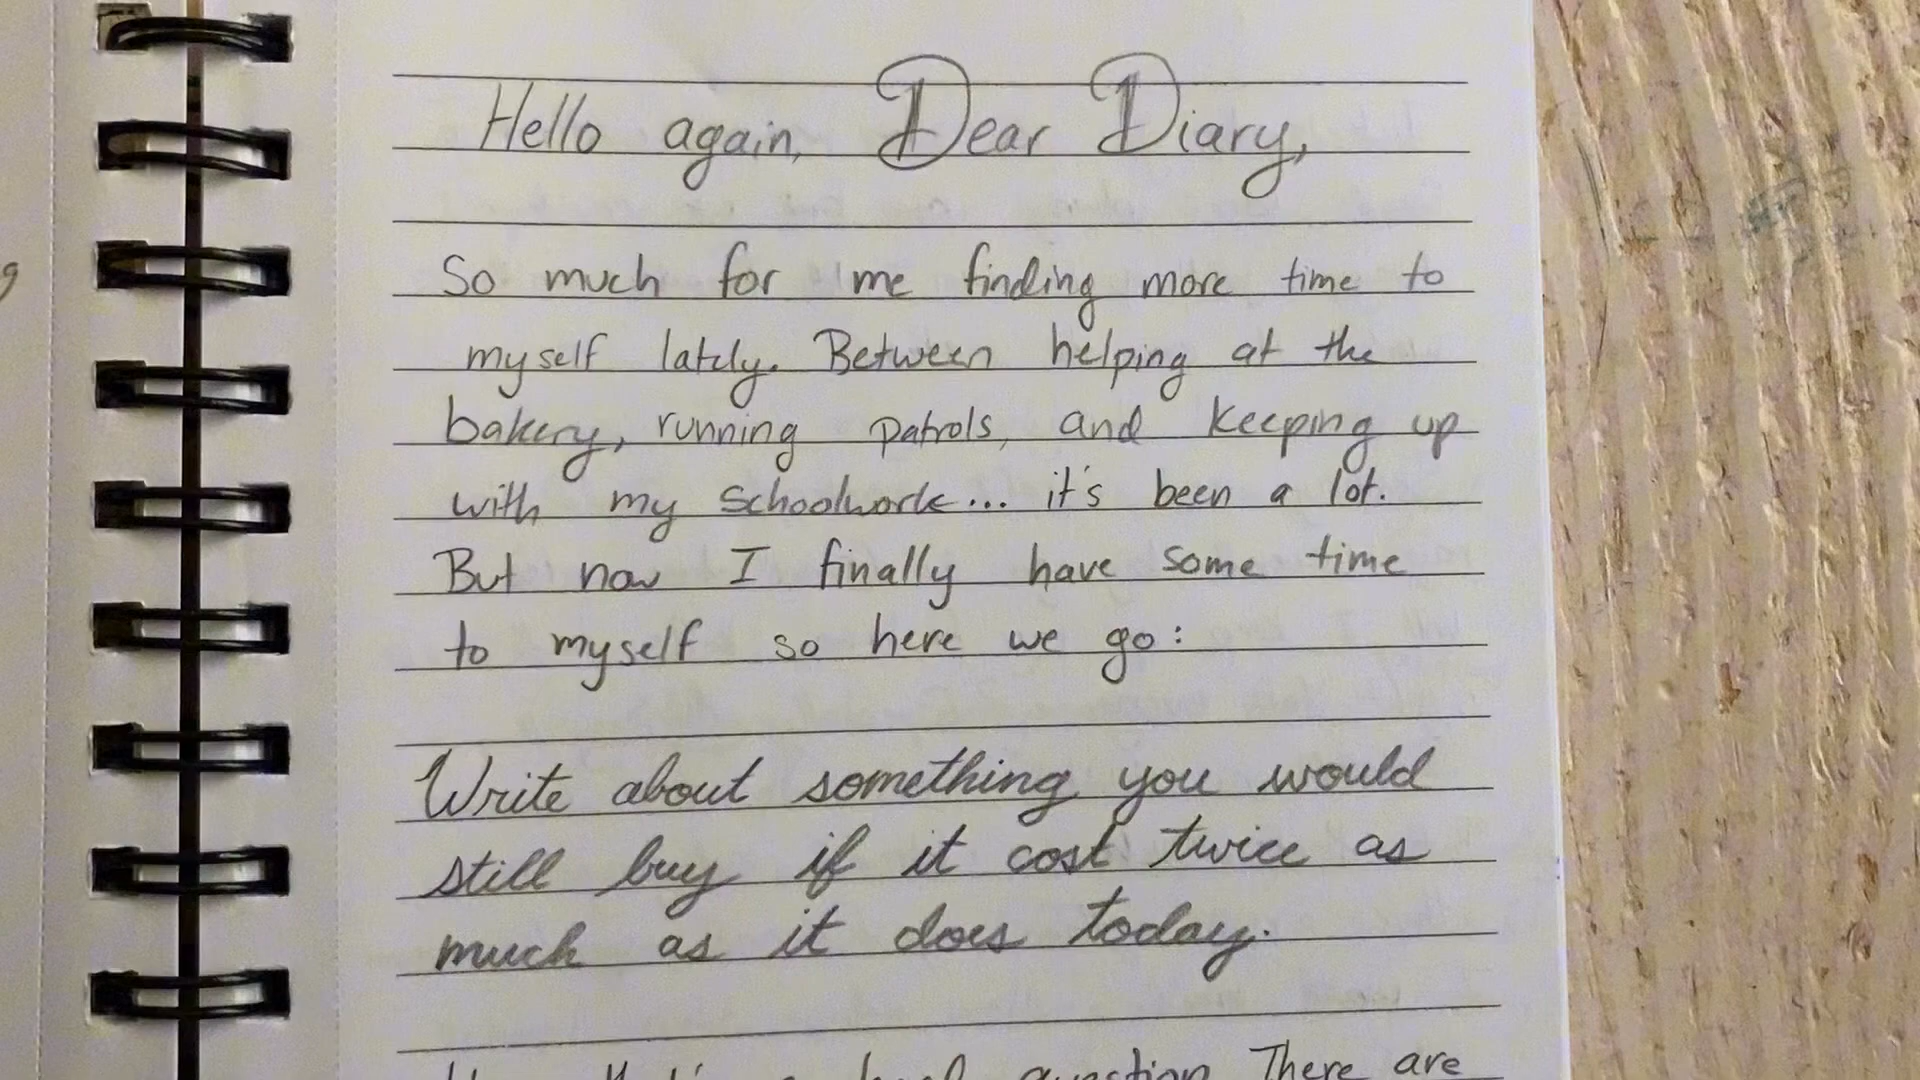 Hello again, Dear Diary,
So much for me finding more time to
myself lately. Between helping at the
bakery, running patrols, and keeping up
with my schoolwork... it's been a lot.
But now I finally have some time
to myself so here we go:
Write about something you would
still buy if it cost twice as
much as it does today.
question. There are